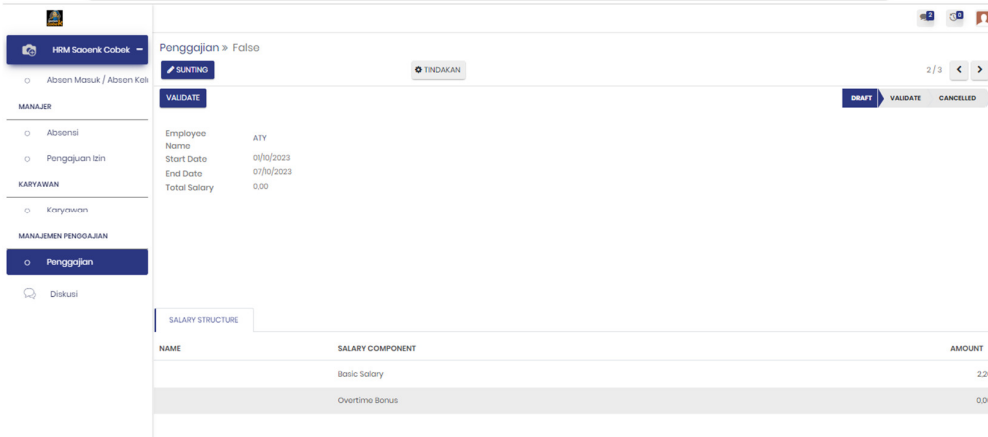 2
0
HRM Saoenk Cobek
Penggajian » False
SUNTING
TINDAKAN
2 / 3
Absen Masuk / Absen Kel
MANAJER
VALIDATE
DRAFT
VALIDATE
CANCELLED
Absensi
Employee Name
ATY
Pengajuan Izin
Start Date
01/10/2023
End Date
07/10/2023
KARYAWAN
Total Salary
0,00
Karyawan
MANAJEMEN PENGGAJIAN
Penggajian
Diskusi
SALARY STRUCTURE
NAME
SALARY COMPONENT
AMOUNT
Basic Salary
Overtime Bonus